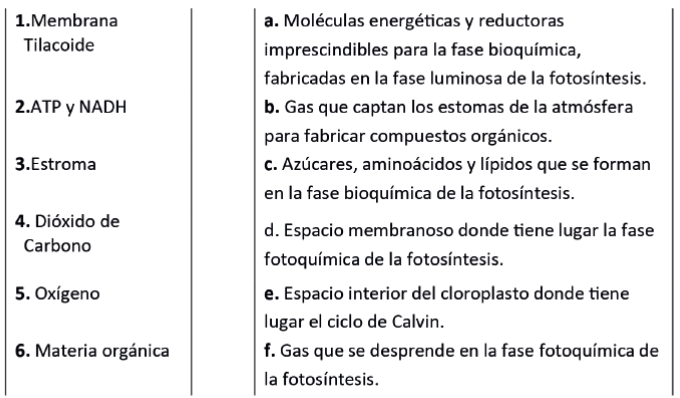 1.Membrana
Tilacoide
2.ATP y NADH
3.Estroma
4. Dióxido de
Carbono
5. Oxígeno
6. Materia orgánica
a. Moléculas energéticas y reductoras
imprescindibles para la fase bioquímica,
fabricadas en la fase luminosa de la fotosíntesis.
b. Gas que captan los estomas de la atmósfera
para fabricar compuestos orgánicos.
c. Azúcares, aminoácidos y lípidos que se forman
en la fase bioquímica de la fotosíntesis.
d. Espacio membranoso donde tiene lugar la fase
fotoquímica de la fotosíntesis.
e. Espacio interior del cloroplasto donde tiene
lugar el ciclo de Calvin.
f. Gas que se desprende en la fase fotoquímica de
la fotosíntesis.